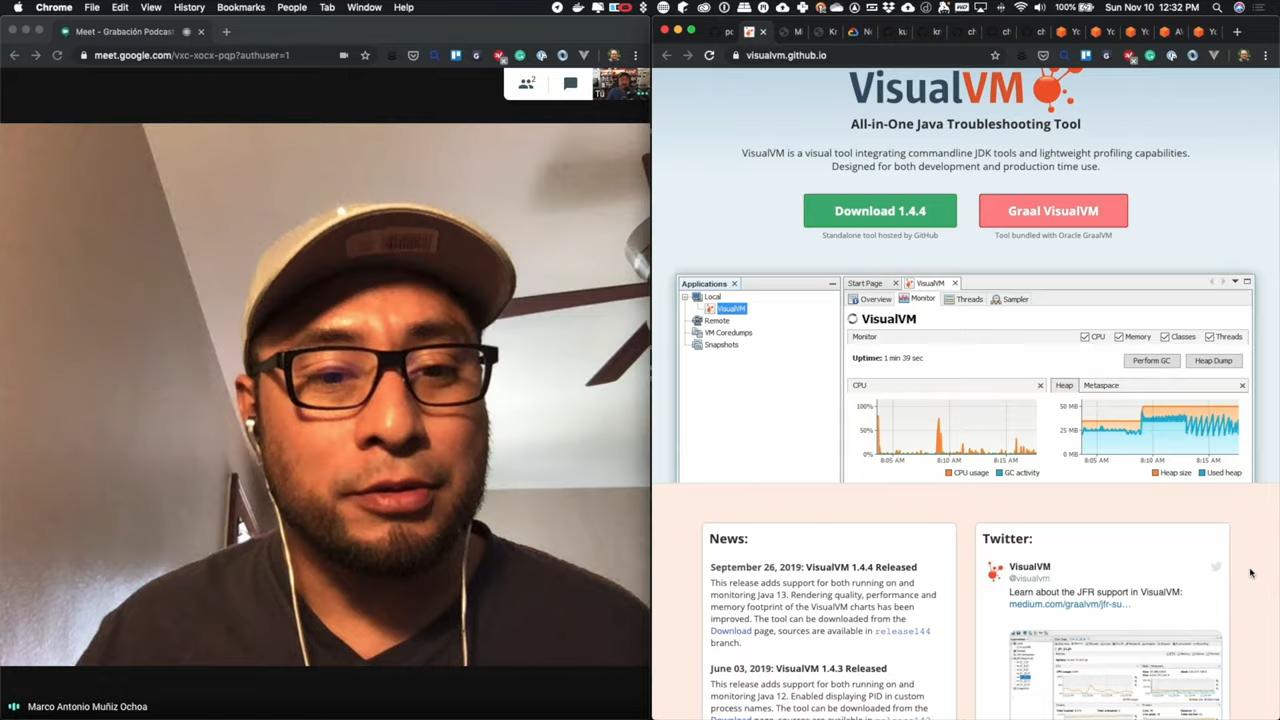 Chrome File Edit View History Bookmarks People Tab Window Help
100% Sun Nov 10 12:32 PM
Meet - Grabación Podcast
meet.google.com/vxc-xocx-pqp?authuser=1
2
Tú
Marco Antonio Muñiz Ochoa
visualvm.github.io
VisualVM
All-in-One Java Troubleshooting Tool
VisualVM is a visual tool integrating commandline JDK tools and lightweight profiling capabilities.
Designed for both development and production time use.
Download 1.4.4 Graal VisualVM
Standalone tool hosted by GitHub Tool bundled with Oracle GraalVM
Applications
Local
VisualVM
Remote
VM Coredumps
Snapshots
Start Page VisualVM
Overview Monitor Threads Sampler
VisualVM
Monitor CPU Memory Classes Threads
Uptime: 1 min 39 sec Perform GC Heap Dump
CPU Heap Metaspace
100%
50%
0%
8:05 AM 8:10 AM 8:15 AM
CPU usage GC activity
50 MB
25 MB
0 MB
8:05 AM 8:10 AM 8:15 AM
Heap size Used heap
News:
September 26, 2019: VisualVM 1.4.4 Released
This release adds support for both running on and
monitoring Java 13. Rendering quality, performance and
memory footprint of the VisualVM charts has been
improved. The tool can be downloaded from the
Download page, sources are available in release144
branch.
June 03, 2019: VisualVM 1.4.3 Released
This release adds support for both running on and
monitoring Java 12. Enabled displaying PID in custom
process names. The tool can be downloaded from the
Twitter:
VisualVM
@visualvm
Learn about the JFR support in VisualVM:
medium.com/graalvm/jfr-su…